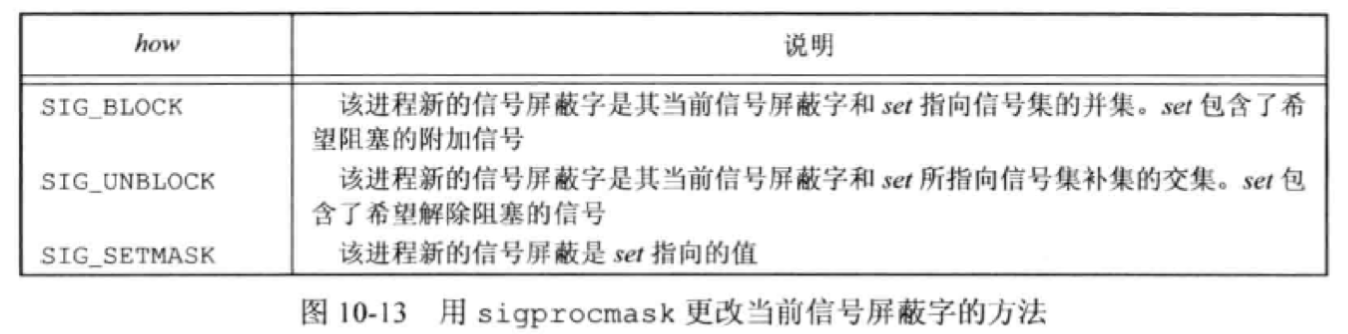 how 说明
SIG_BLOCK 该进程新的信号屏蔽字是其当前信号屏蔽字和 set 指向信号集的并集。set 包含了希
望阻塞的附加信号
SIG_UNBLOCK 该进程新的信号屏蔽字是其当前信号屏蔽字和 set 所指向信号集补集的交集。set 包
含了希望解除阻塞的信号
SIG_SETMASK 该进程新的信号屏蔽是 set 指向的值
图 10-13 用 sigprocmask 更改当前信号屏蔽字的方法